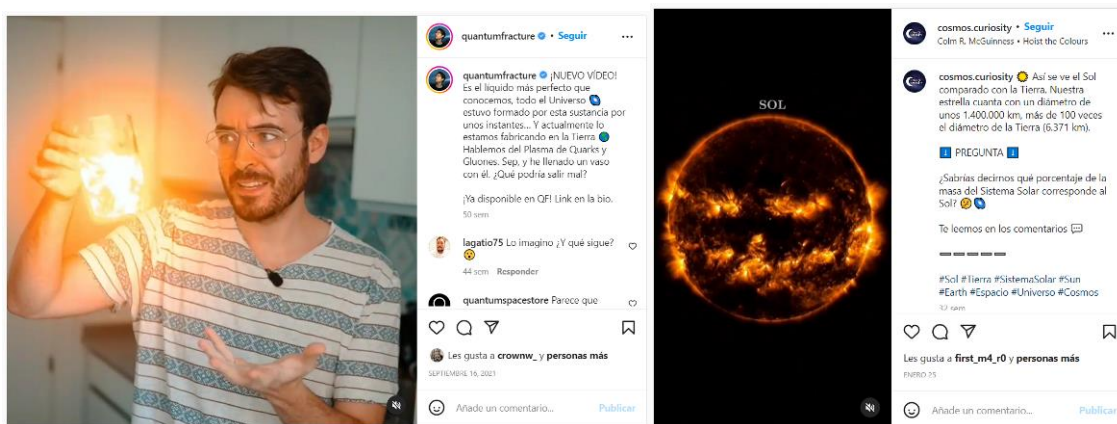 quantumfracture • Seguir
quantumfracture ¡NUEVO VÍDEO!
Es el líquido más perfecto que
conocemos, todo el Universo
estuvo formado por esta sustancia por
unos instantes... Y actualmente lo
estamos fabricando en la Tierra
Hablemos del Plasma de Quarks y
Gluones. Sep, y he llenado un vaso
con él. ¿Qué podría salir mal?
¡Ya disponible en QF! Link en la bio.
50 sem
lagatio75 Lo imagino ¿Y qué sigue?
44 sem Responder
quantumspacestore Parece que
Les gusta a crownw_ y personas más
SEPTIEMBRE 16, 2021
Añade un comentario...
Publicar
SOL
cosmos.curiosity • Seguir
Colm R. McGuinness • Hoist the Colours
cosmos.curiosity Así se ve el Sol
comparado con la Tierra. Nuestra
estrella cuanta con un diámetro de
unos 1.400.000 km, más de 100 veces
el diámetro de la Tierra (6.371 km).
PREGUNTA
¿Sabrías decirnos qué porcentaje de la
masa del Sistema Solar corresponde al
Sol?
Te leemos en los comentarios
#Sol #Tierra #SistemaSolar #Sun
#Earth #Espacio #Universo #Cosmos
32 sem
Les gusta a first_m4_r0 y personas más
ENERO 25
Añade un comentario...
Publicar